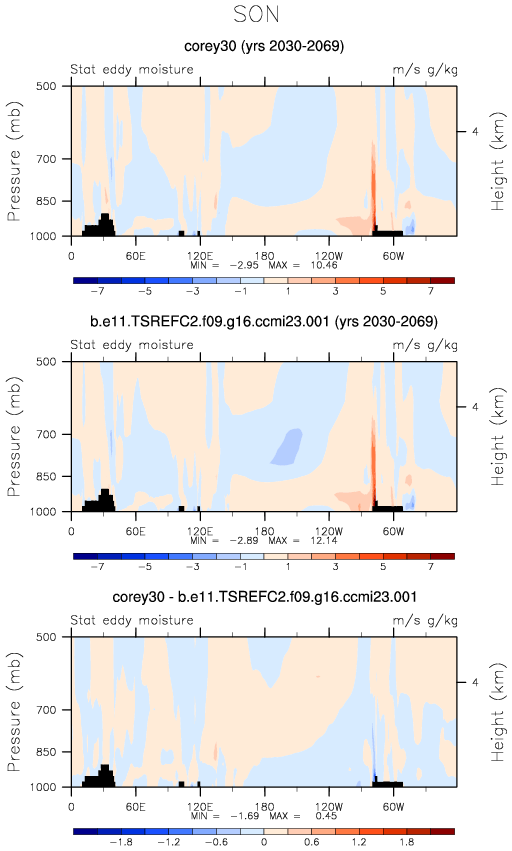 SON
corey30 (yrs 2030-2069)
Stat eddy moisture m/s g/kg
Pressure (mb)
Height (km)
500
700
850
1000
4
0 60E 120E 180 120W 60W
MIN = -2.95 MAX = 10.46
-7 -5 -3 -2 -1 1 3 5 7
b.e11.TSREFC2.f09.g16.ccmi23.001 (yrs 2030-2069)
Stat eddy moisture m/s g/kg
Pressure (mb)
Height (km)
500
700
850
1000
4
0 60E 120E 180 120W 60W
MIN = -2.89 MAX = 12.14
-7 -5 -3 -2 -1 1 3 5 7
corey30 - b.e11.TSREFC2.f09.g16.ccmi23.001
Stat eddy moisture m/s g/kg
Pressure (mb)
Height (km)
500
700
850
1000
4
0 60E 120E 180 120W 60W
MIN = -1.69 MAX = 0.45
-1.8 -1.2 -0.6 0 0.6 1.2 1.8